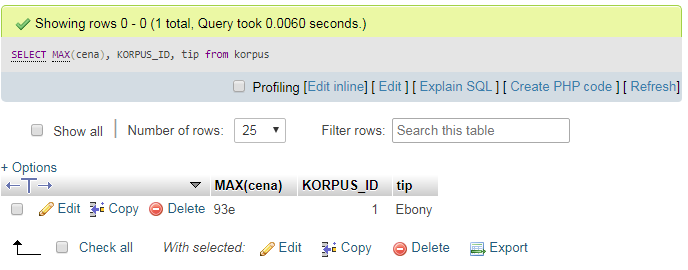 Showing rows 0 - 0 (1 total, Query took 0.0060 seconds.)
SELECT MAX(cena), KORPUS_ID, tip from korpus
Profiling [Edit inline] [ Edit ] [ Explain SQL ] [ Create PHP code ] [ Refresh]
Show all | Number of rows: 25 Filter rows: Search this table
+ Options
←T→ MAX(cena) KORPUS_ID tip
Edit Copy Delete 93e 1 Ebony
Check all With selected: Edit Copy Delete Export